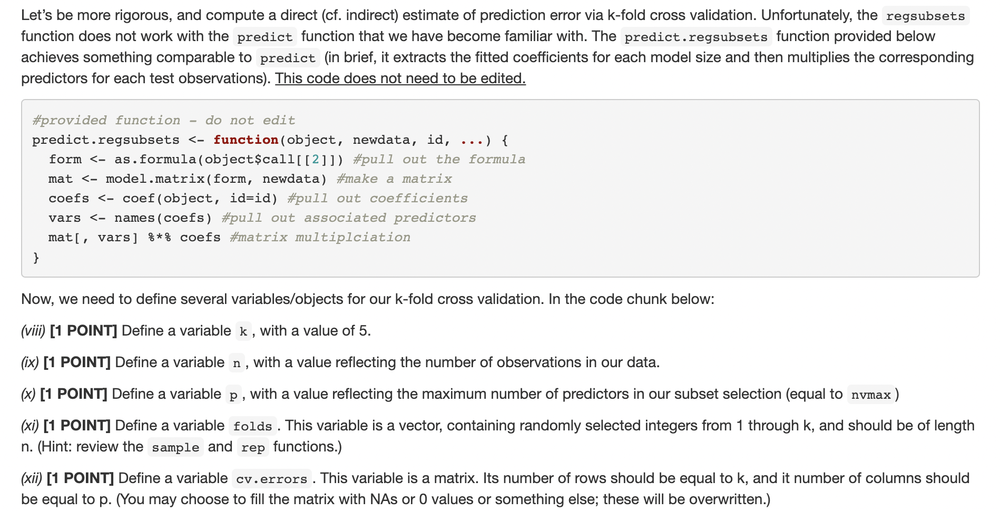 Let’s be more rigorous, and compute a direct (cf. indirect) estimate of prediction error via k-fold cross validation. Unfortunately, the regsubsets
function does not work with the predict function that we have become familiar with. The predict.regsubsets function provided below
achieves something comparable to predict (in brief, it extracts the fitted coefficients for each model size and then multiplies the corresponding
predictors for each test observations). This code does not need to be edited.
#provided function - do not edit
predict.regsubsets <- function(object, newdata, id, ...) {
  form <- as.formula(object$call[[2]]) #pull out the formula
  mat <- model.matrix(form, newdata) #make a matrix
  coefs <- coef(object, id=id) #pull out coefficients
  vars <- names(coefs) #pull out associated predictors
  mat[, vars] %*% coefs #matrix multiplciation
}
Now, we need to define several variables/objects for our k-fold cross validation. In the code chunk below:
(viii) [1 POINT] Define a variable k, with a value of 5.
(ix) [1 POINT] Define a variable n, with a value reflecting the number of observations in our data.
(x) [1 POINT] Define a variable p, with a value reflecting the maximum number of predictors in our subset selection (equal to nvmax)
(xi) [1 POINT] Define a variable folds. This variable is a vector, containing randomly selected integers from 1 through k, and should be of length
n. (Hint: review the sample and rep functions.)
(xii) [1 POINT] Define a variable cv.errors. This variable is a matrix. Its number of rows should be equal to k, and it number of columns should
be equal to p. (You may choose to fill the matrix with NAs or 0 values or something else; these will be overwritten.)